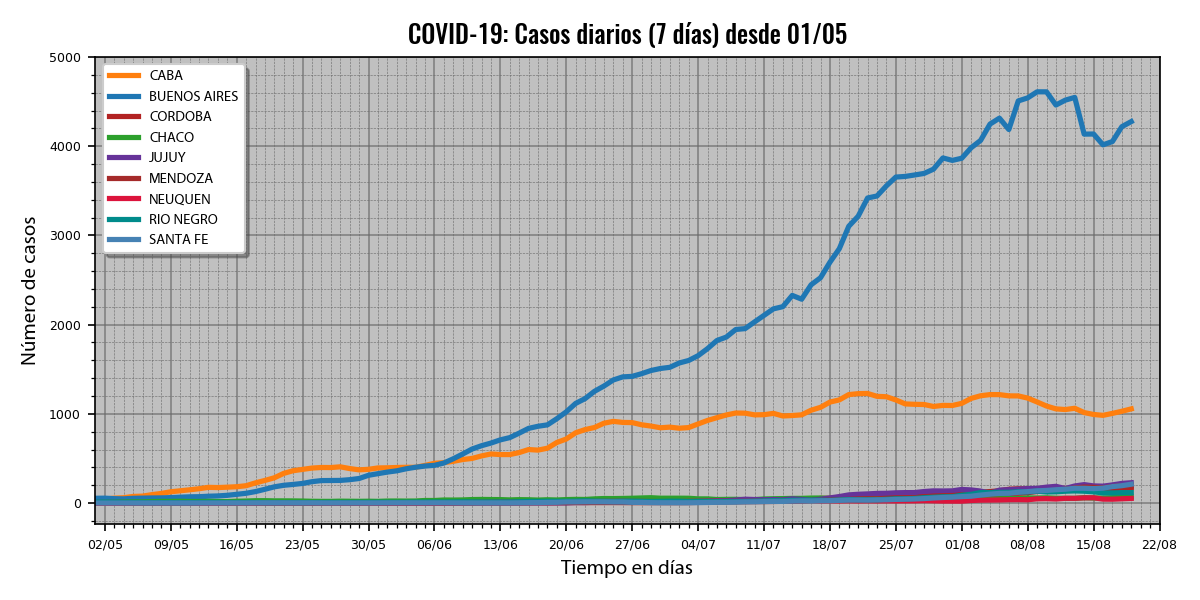 COVID-19: Casos diarios (7 días) desde 01/05
5000
4000
3000
2000
1000
0
Número de casos
CABA
BUENOS AIRES
CORDOBA
CHACO
JUJUY
MENDOZA
NEUQUEN
RIO NEGRO
SANTA FE
02/05 09/05 16/05 23/05 30/05 06/06 13/06 20/06 27/06 04/07 11/07 18/07 25/07 01/08 08/08 15/08 22/08
Tiempo en días